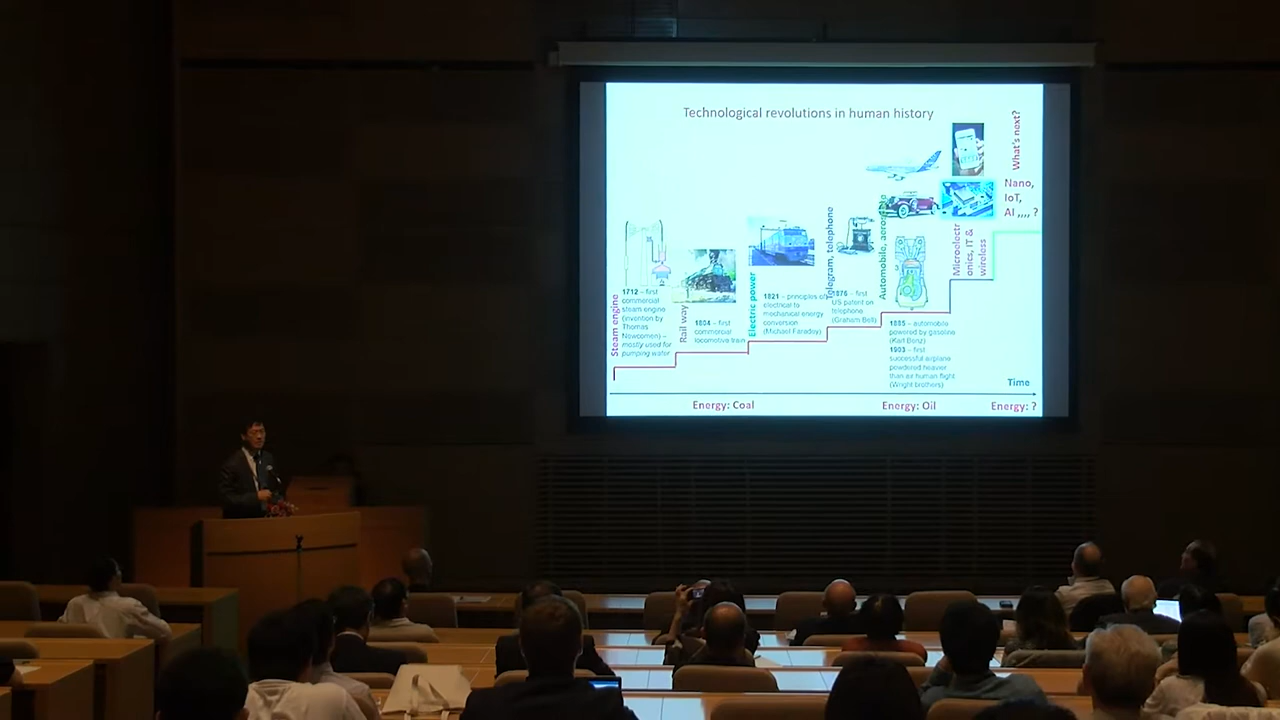 Technological revolutions in human history
What's next?
Nano,
IoT,
AI ,,,, ?
Steam engine
1712 – first
commercial
steam engine
(invention by
Thomas
Newcomen) –
mostly used for
pumping water
Rail way
1804 – first
commercial
locomotive train
Electric power
1821 – principles of
electrical to
mechanical energy
conversion
(Michael Faraday)
Telegram, telephone
1876 – first
US patent on
telephone
(Graham Bell)
Automobile,
1885 – automobile
powered by gasoline
(Karl Benz)
1903 – first
successful airplane
powdered heavier
than air human flight
(Wright brothers)
Microelectr
onics, IT &
wireless
Time
Energy: Coal
Energy: Oil
Energy: ?